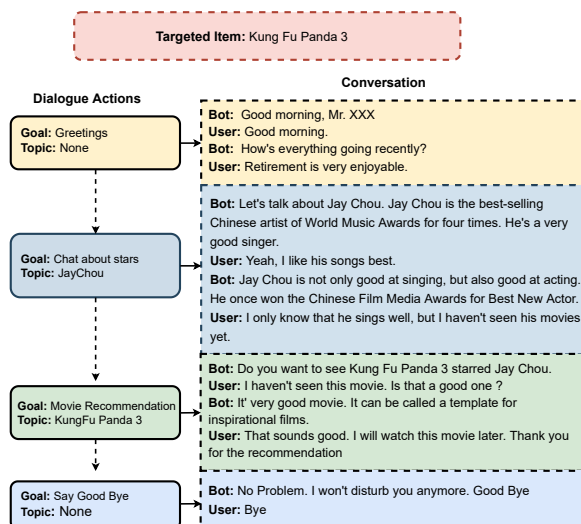 Targeted Item: Kung Fu Panda 3
Dialogue Actions
Conversation
Goal: Greetings
Topic: None
Bot: Good morning, Mr. XXX
User: Good morning.
Bot: How's everything going recently?
User: Retirement is very enjoyable.
Goal: Chat about stars
Topic: JayChou
Bot: Let's talk about Jay Chou. Jay Chou is the best-selling
Chinese artist of World Music Awards for four times. He's a very
good singer.
User: Yeah, I like his songs best.
Bot: Jay Chou is not only good at singing, but also good at acting.
He once won the Chinese Film Media Awards for Best New Actor.
User: I only know that he sings well, but I haven't seen his movies
yet.
Goal: Movie Recommendation
Topic: KungFu Panda 3
Bot: Do you want to see Kung Fu Panda 3 starred Jay Chou.
User: I haven't seen this movie. Is that a good one ?
Bot: It' very good movie. It can be called a template for
inspirational films.
User: That sounds good. I will watch this movie later. Thank you
for the recommendation
Goal: Say Good Bye
Topic: None
Bot: No Problem. I won't disturb you anymore. Good Bye
User: Bye